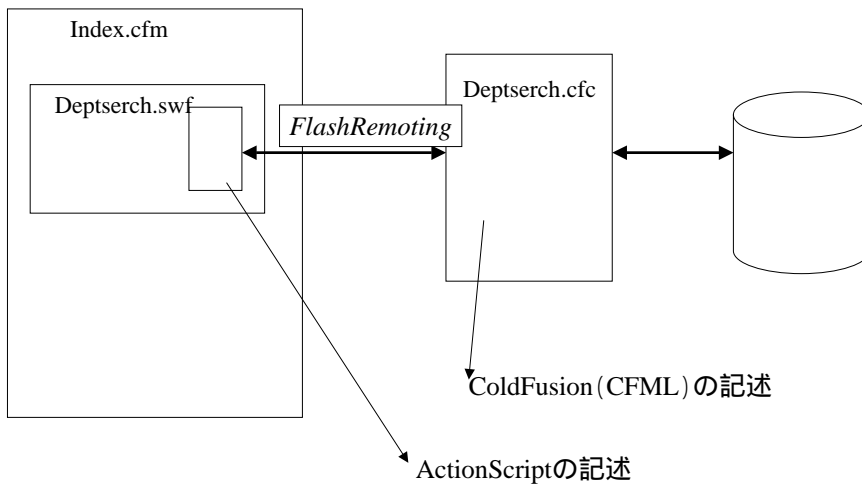 Index.cfm
Deptserch.swf
FlashRemoting
Deptserch.cfc
ColdFusion(CFML)の記述
ActionScriptの記述